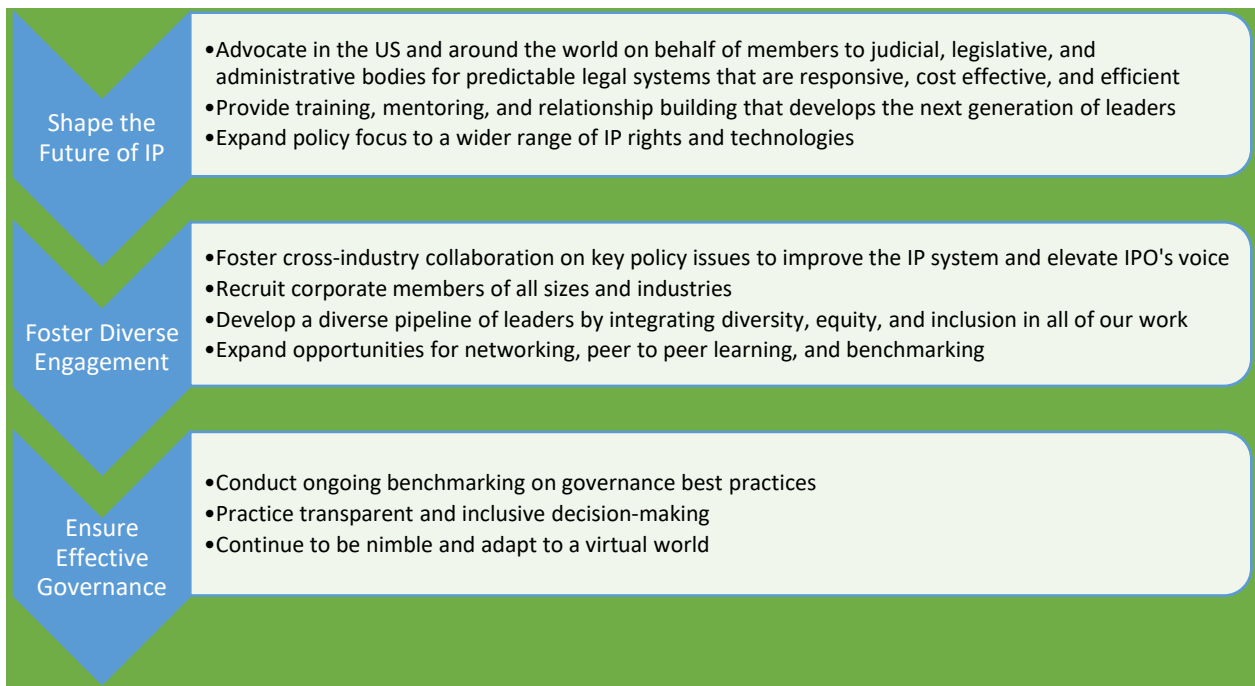 Shape the
Future of IP
•Advocate in the US and around the world on behalf of members to judicial, legislative, and
administrative bodies for predictable legal systems that are responsive, cost effective, and efficient
•Provide training, mentoring, and relationship building that develops the next generation of leaders
•Expand policy focus to a wider range of IP rights and technologies
Foster Diverse
Engagement
•Foster cross-industry collaboration on key policy issues to improve the IP system and elevate IPO's voice
•Recruit corporate members of all sizes and industries
•Develop a diverse pipeline of leaders by integrating diversity, equity, and inclusion in all of our work
•Expand opportunities for networking, peer to peer learning, and benchmarking
Ensure
Effective
Governance
•Conduct ongoing benchmarking on governance best practices
•Practice transparent and inclusive decision-making
•Continue to be nimble and adapt to a virtual world